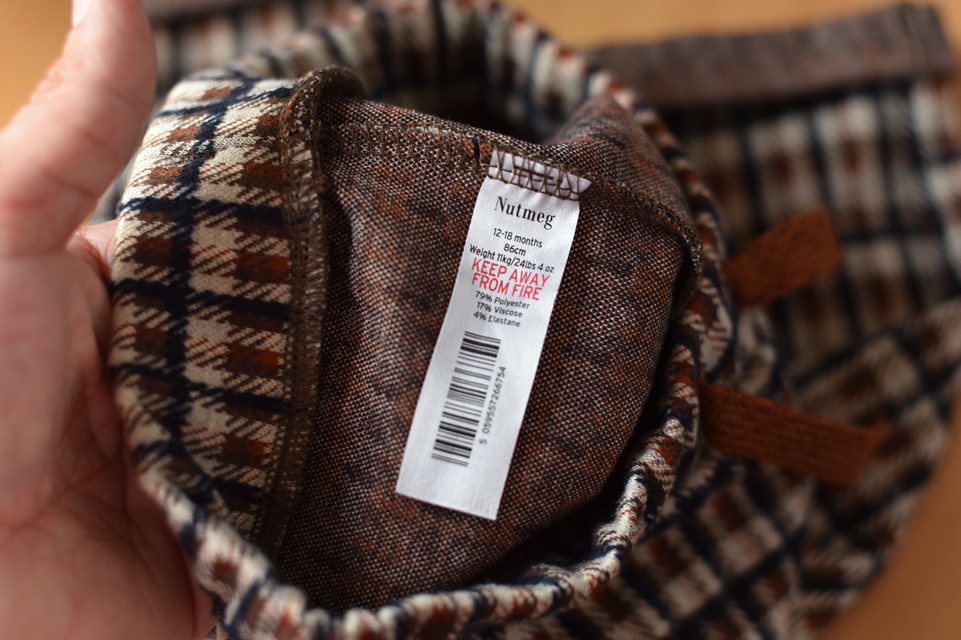 Nutmeg
12-18 months
86cm
Weight 11kg/24lbs 4 oz
KEEP AWAY
FROM FIRE
79% Polyester
17% Viscose
4% Elastane
5 059557266754